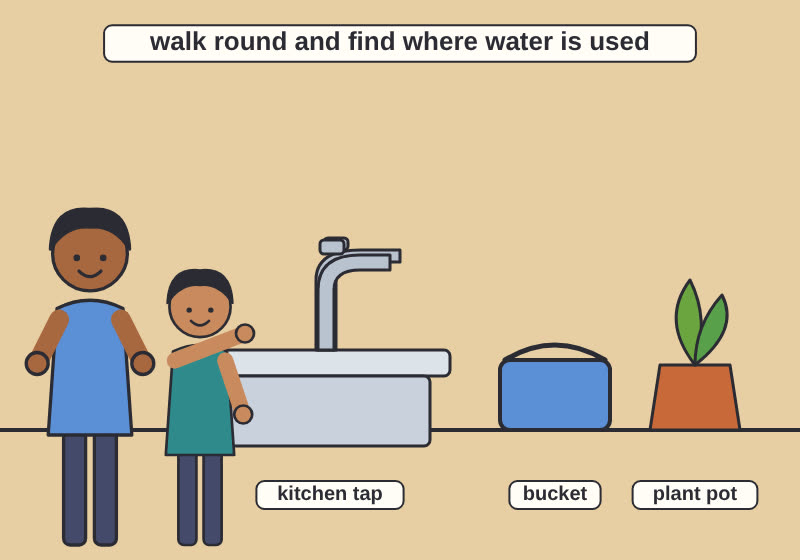 walk round and find where water is used
kitchen tap
bucket
plant pot